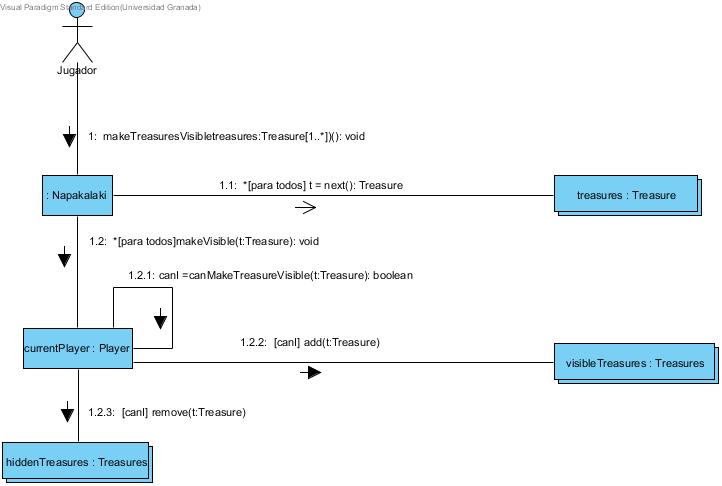 Visual Paradigm Standard Edition(Universidad Granada)
Jugador
1: makeTreasuresVisibletreasures:Treasure[1..*])(): void
: Napakalaki
1.1: *[para todos] t = next(): Treasure
treasures : Treasure
1.2: *[para todos]makeVisible(t:Treasure): void
1.2.1: canI =canMakeTreasureVisible(t:Treasure): boolean
currentPlayer : Player
1.2.2: [canI] add(t:Treasure)
visibleTreasures : Treasures
1.2.3: [canI] remove(t:Treasure)
hiddenTreasures : Treasures